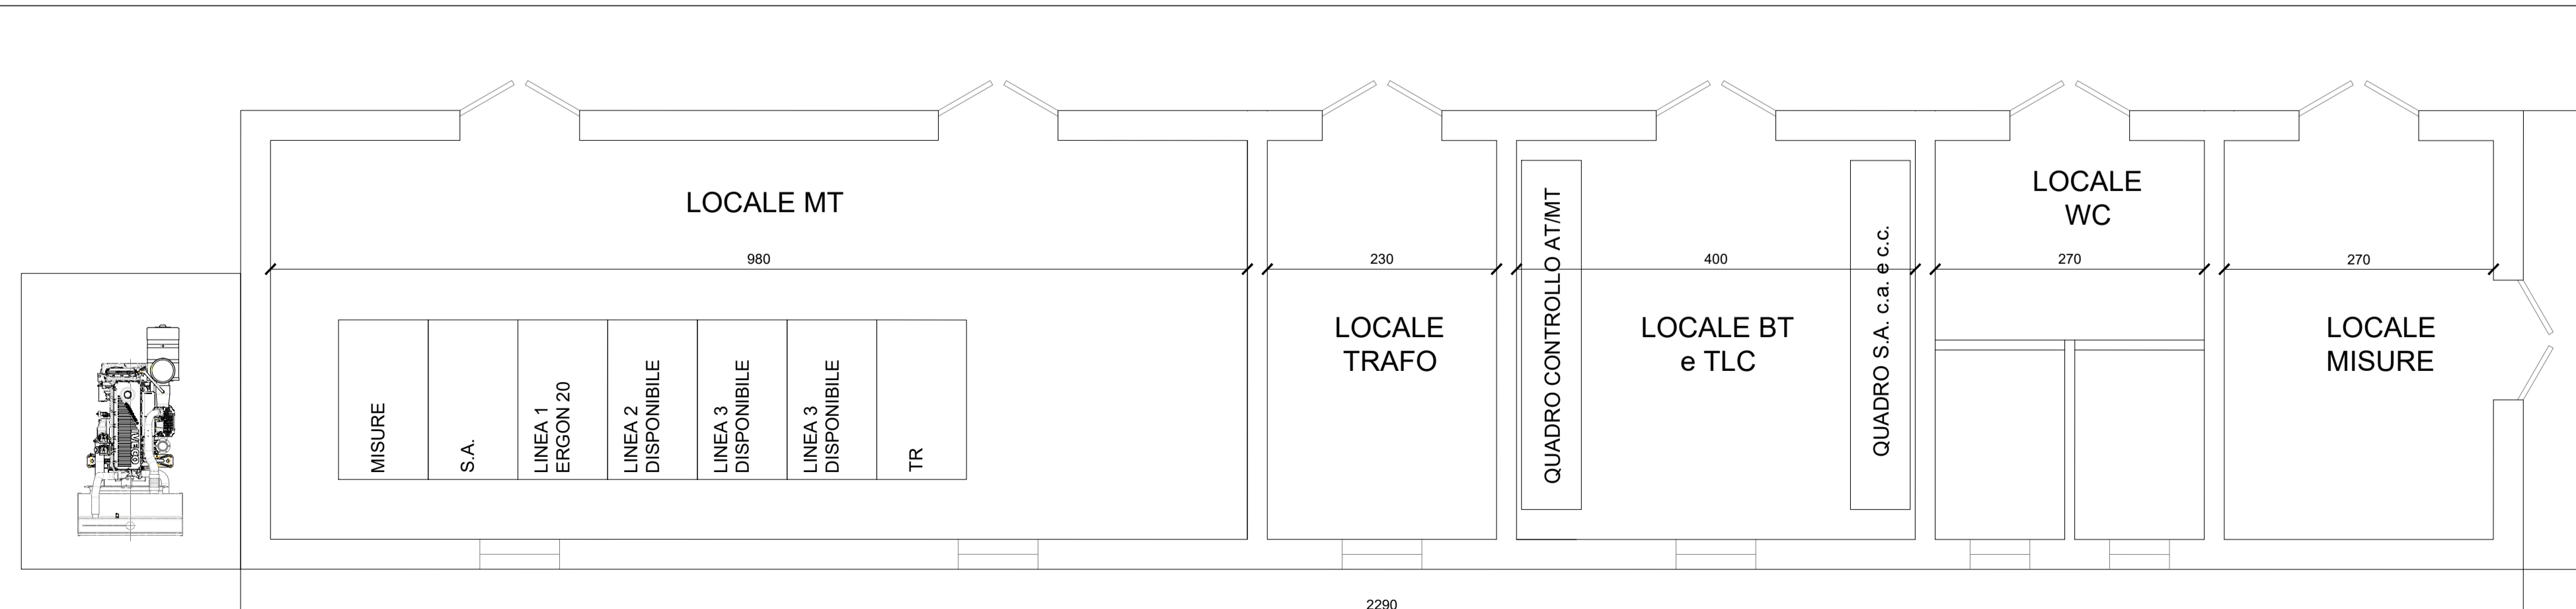 LOCALE MT
980
MISURE
S.A.
LINEA 1
ERGON 20
LINEA 2
DISPONIBILE
LINEA 3
DISPONIBILE
LINEA 3
DISPONIBILE
TR
230
LOCALE
TRAFO
QUADRO CONTROLLO AT/MT
400
LOCALE BT
e TLC
QUADRO S.A. c.a. e c.c.
LOCALE
WC
270
270
LOCALE
MISURE
IVECO
2290